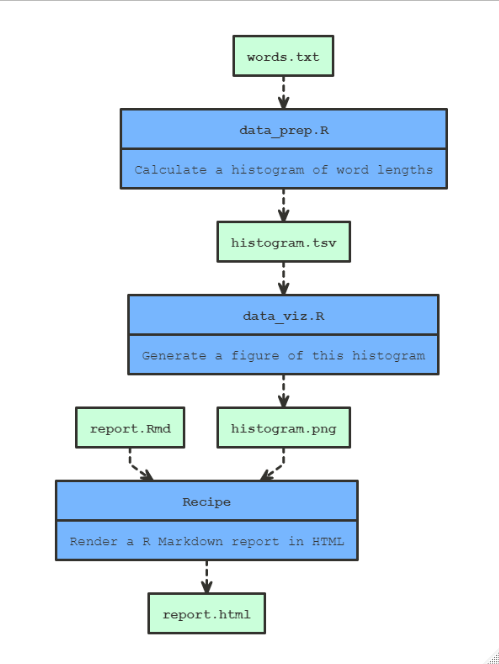 words.txt
data_prep.R
Calculate a histogram of word lengths
histogram.tsv
data_viz.R
Generate a figure of this histogram
report.Rmd
histogram.png
Recipe
Render a R Markdown report in HTML
report.html